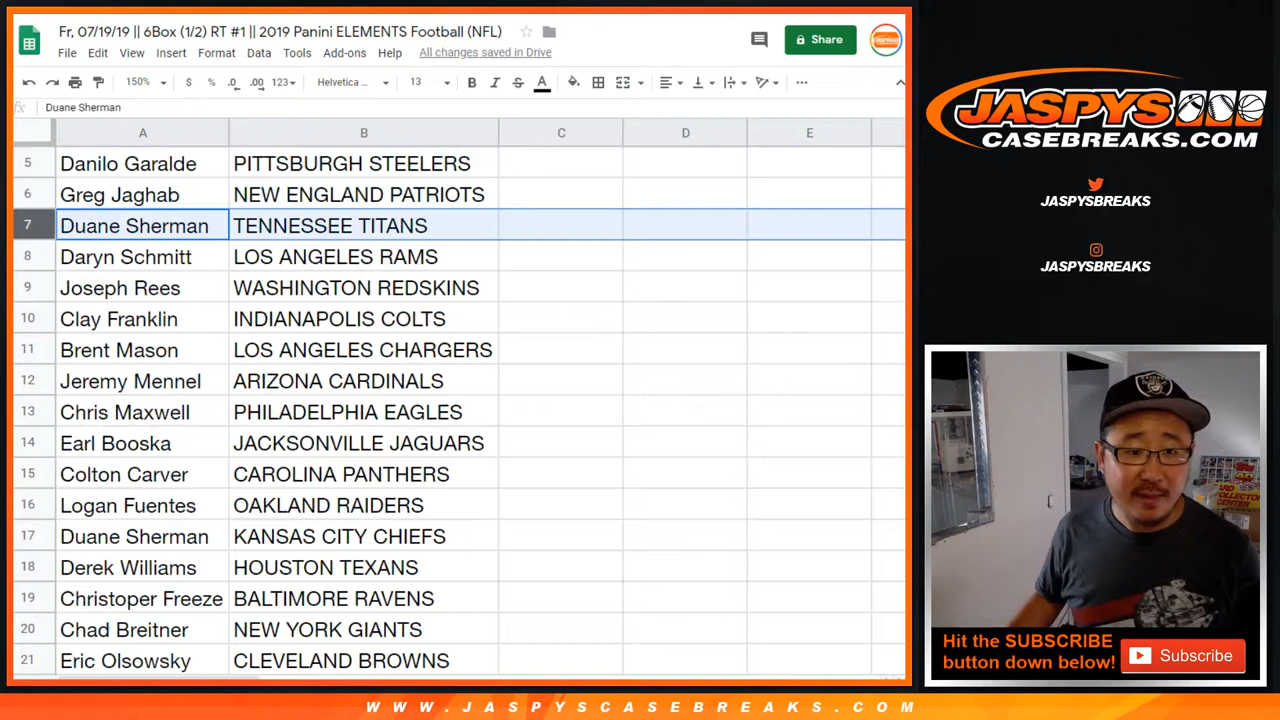 Fr, 07/19/19 || 6Box (1/2) RT #1 || 2019 Panini ELEMENTS Football (NFL)
File Edit View Insert Format Data Tools Add-ons Help All changes saved in Drive
Share
150% $ % .0 .00 123 Helvetica ... 13 B I S A
fx Duane Sherman
A B C D E
5 Danilo Garalde PITTSBURGH STEELERS
6 Greg Jaghab NEW ENGLAND PATRIOTS
7 Duane Sherman TENNESSEE TITANS
8 Daryn Schmitt LOS ANGELES RAMS
9 Joseph Rees WASHINGTON REDSKINS
10 Clay Franklin INDIANAPOLIS COLTS
11 Brent Mason LOS ANGELES CHARGERS
12 Jeremy Mennel ARIZONA CARDINALS
13 Chris Maxwell PHILADELPHIA EAGLES
14 Earl Booska JACKSONVILLE JAGUARS
15 Colton Carver CAROLINA PANTHERS
16 Logan Fuentes OAKLAND RAIDERS
17 Duane Sherman KANSAS CITY CHIEFS
18 Derek Williams HOUSTON TEXANS
19 Christoper Freeze BALTIMORE RAVENS
20 Chad Breitner NEW YORK GIANTS
21 Eric Olsowsky CLEVELAND BROWNS
JASPYS
CASEBREAKS.COM
JASPYSBREAKS
JASPYSBREAKS
RAIDERS
Topps
COLLECTOR
CENTER
Hit the SUBSCRIBE
button down below!
Subscribe
WWW.JASPYSCASEBREAKS.COM